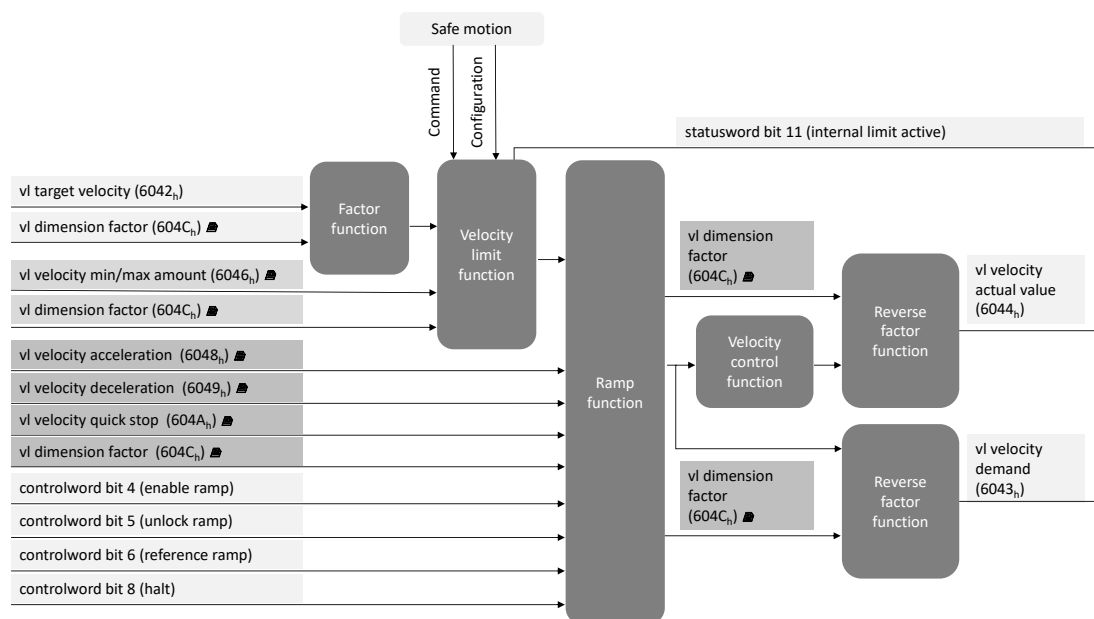 Safe motion
Command
Configuration
statusword bit 11 (internal limit active)
vl target velocity (6042h)
vl dimension factor (604Ch)
Factor
function
Velocity
limit
function
vl velocity min/max amount (6046h)
vl dimension factor (604Ch)
vl velocity acceleration (6048h)
vl velocity deceleration (6049h)
vl velocity quick stop (604Ah)
vl dimension factor (604Ch)
controlword bit 4 (enable ramp)
controlword bit 5 (unlock ramp)
controlword bit 6 (reference ramp)
controlword bit 8 (halt)
Ramp
function
vl dimension
factor
(604Ch)
Velocity
control
function
vl dimension
factor
(604Ch)
Reverse
factor
function
vl velocity
actual value
(6044h)
Reverse
factor
function
vl velocity
demand
(6043h)